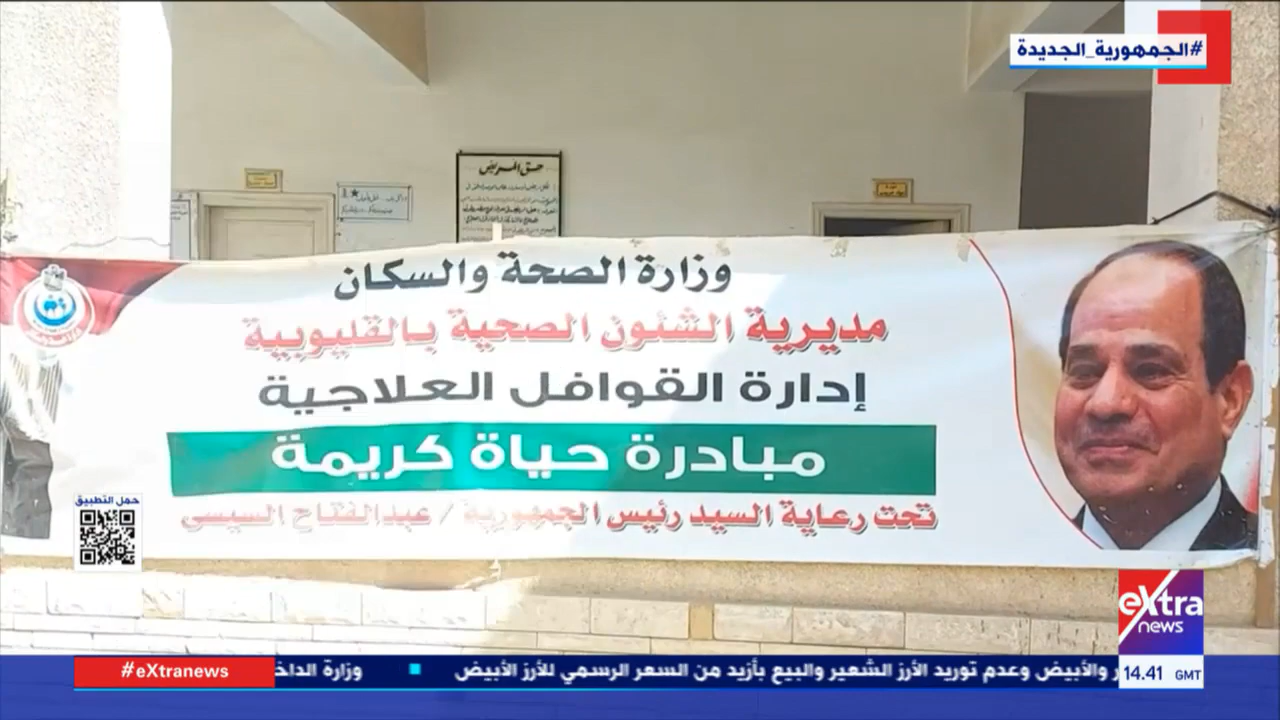 #الجمهورية_الجديدة
حق المريض
وزارة الصحة والسكان
مديرية الشئون الصحية بالقليوبية
إدارة القوافل العلاجية
مبادرة حياة كريمة
تحت رعاية السيد رئيس الجمهورية / عبدالفتاح السيسى
حمل التطبيق
eXtra
news
والأبيض وعدم توريد الأرز الشعير والبيع بأزيد من السعر الرسمي للأرز الأبيض ■ وزارة
#eXtranews
14.41 GMT